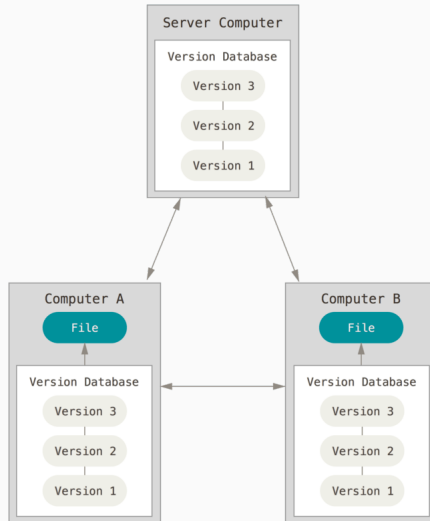 Server Computer
Version Database
Version 3
Version 2
Version 1
Computer A
File
Version Database
Version 3
Version 2
Version 1
Computer B
File
Version Database
Version 3
Version 2
Version 1